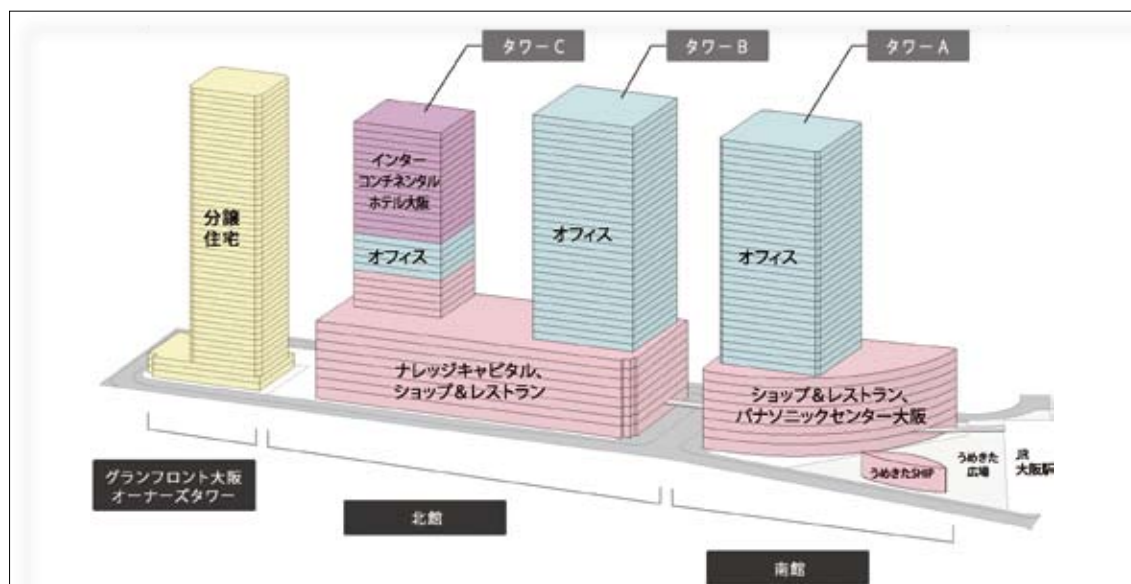 タワーC
タワーB
タワーA
インター
コンチネンタル
ホテル大阪
オフィス
オフィス
オフィス
分譲
住宅
ナレッジキャピタル、
ショップ&レストラン
ショップ&レストラン、
パナソニックセンター大阪
うめきたSHIP
うめきた
広場
JR
大阪駅
グランフロント大阪
オーナーズタワー
北館
南館